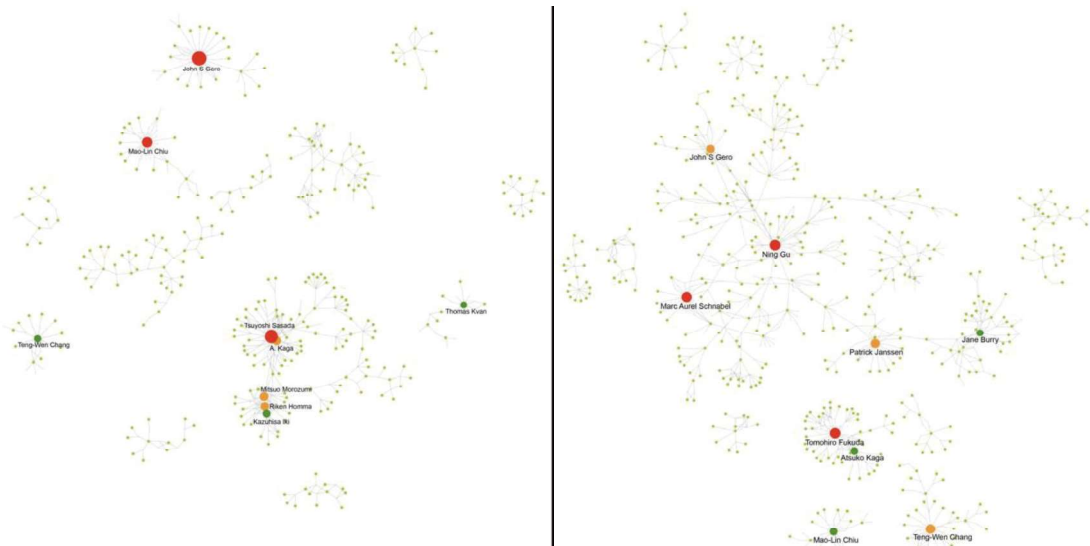 John S Gero
Mao-Lin Chiu
Thomas Kvan
Tsuyoshi Sasada
Teng-Wen Chang
A. Kaga
Mitsuo Morozumi
Riken Homma
Kazuhisa Iki
John S Gero
Ning Gu
Marc Aurel Schnabel
Jane Burry
Patrick Janssen
Tomohiro Fukuda
Atsuko Kaga
Mao-Lin Chiu
Teng-Wen Chang